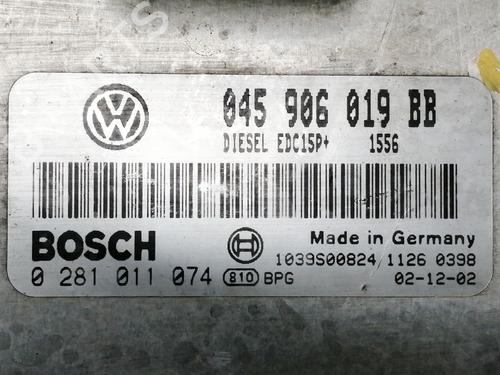 045 906 019 BB
DIESEL EDC15P+ 1556
BOSCH
Made in Germany
1039S00824/1126 0398
0 281 011 074 810 BPG 02-12-02